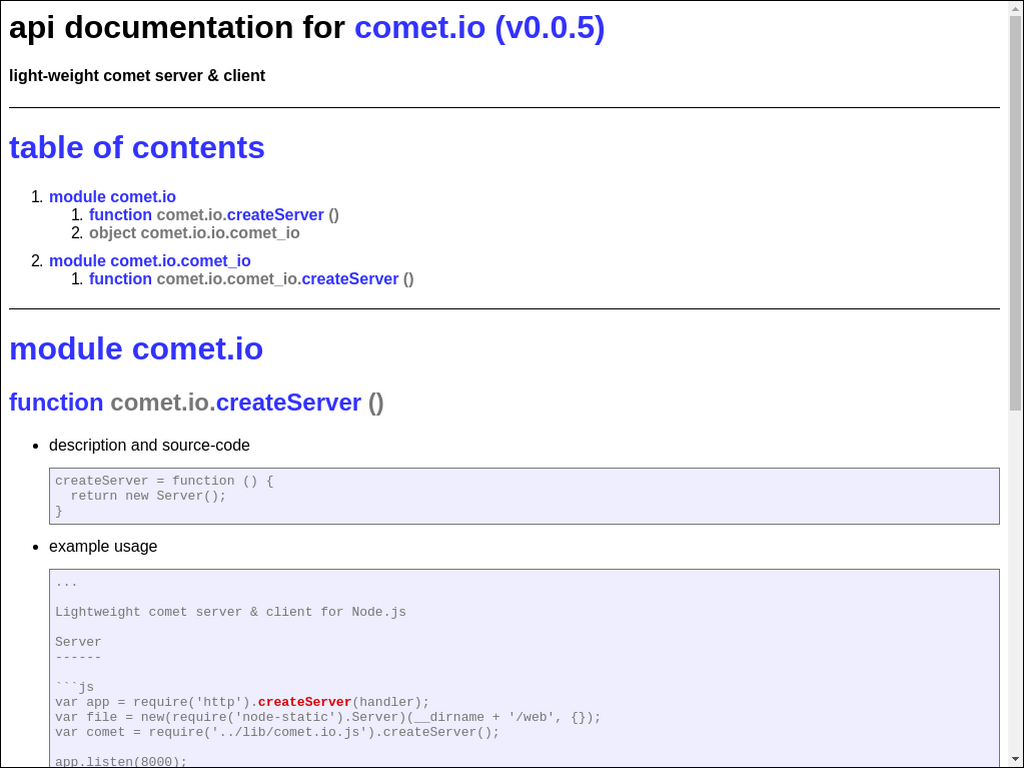 api documentation for comet.io (v0.0.5)
light-weight comet server & client
table of contents
1. module comet.io
1. function comet.io.createServer ()
2. object comet.io.io.comet_io
2. module comet.io.comet_io
1. function comet.io.comet_io.createServer ()
module comet.io
function comet.io.createServer ()
• description and source-code
createServer = function () {
  return new Server();
}
• example usage
...
Lightweight comet server & client for Node.js
Server
------
```js
var app = require('http').createServer(handler);
var file = new(require('node-static').Server)(__dirname + '/web', {});
var comet = require('../lib/comet.io.js').createServer();
app.listen(8000);